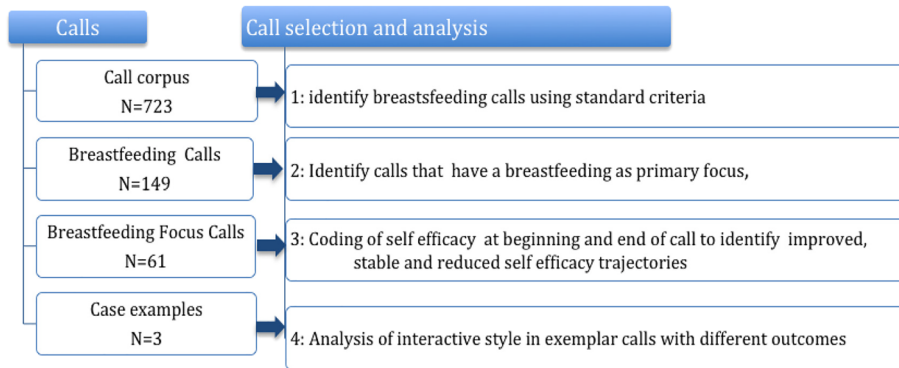 Calls
Call selection and analysis
Call corpus
N=723
1: identify breastsfeeding calls using standard criteria
Breastfeeding Calls
N=149
2: Identify calls that have a breastfeeding as primary focus,
Breastfeeding Focus Calls
N=61
3: Coding of self efficacy at beginning and end of call to identify improved,
stable and reduced self efficacy trajectories
Case examples
N=3
4: Analysis of interactive style in exemplar calls with different outcomes